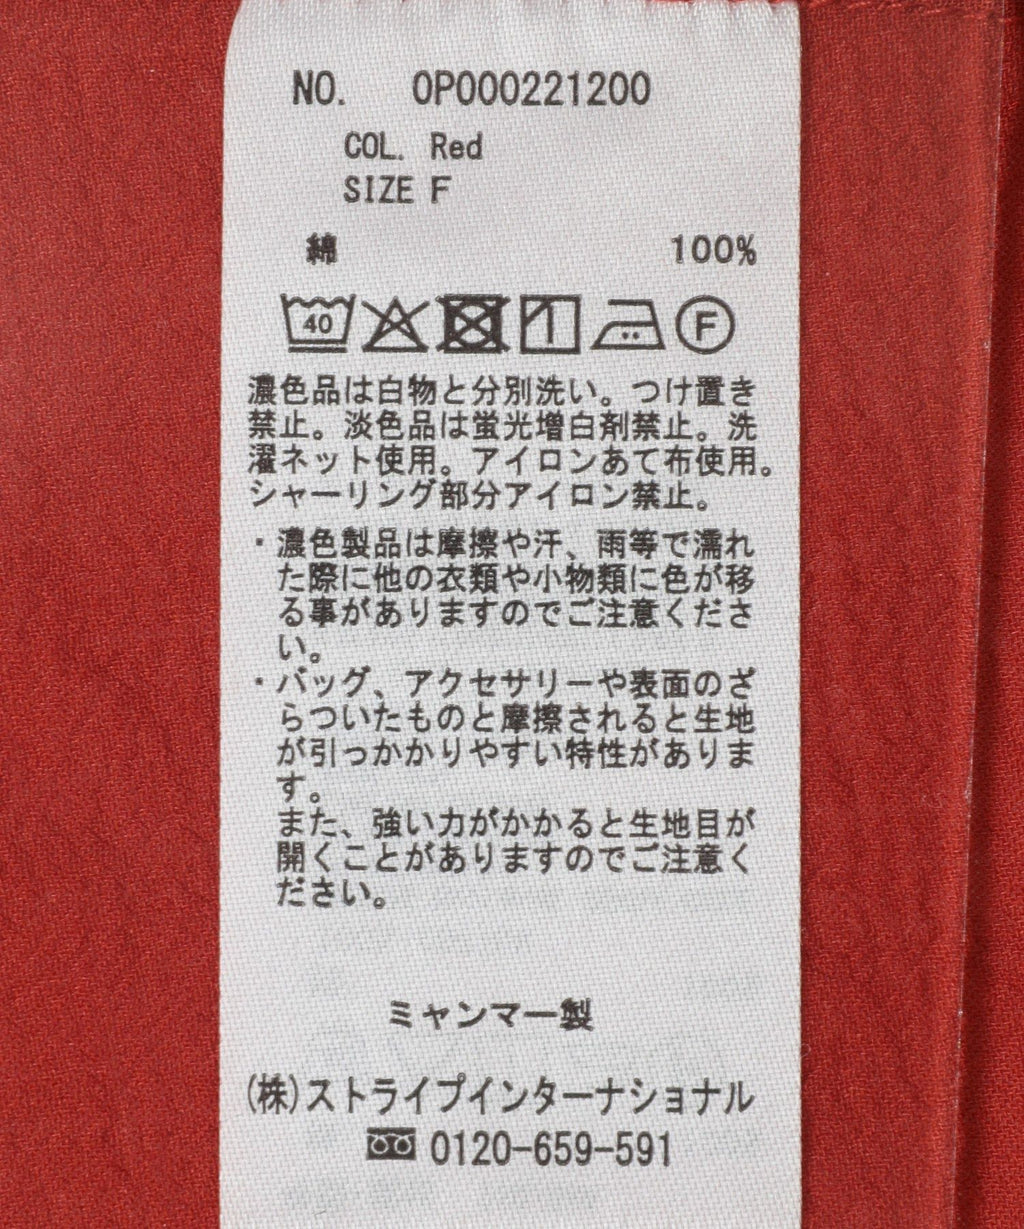 NO. OP000221200
COL. Red
SIZE F
綿 100%
40 F
濃色品は白物と分別洗い。つけ置き
禁止。淡色品は蛍光増白剤禁止。洗
濯ネット使用。アイロンあて布使用。
シャーリング部分アイロン禁止。
・濃色製品は摩擦や汗、雨等で濡れ
た際に他の衣類や小物類に色が移
る事がありますのでご注意くださ
い。
・バッグ、アクセサリーや表面のざ
らついたものと摩擦されると生地
が引っかかりやすい特性がありま
す。
また、強い力がかかると生地目が
開くことがありますのでご注意く
ださい。
ミャンマー製
(株)ストライプインターナショナル
0120-659-591